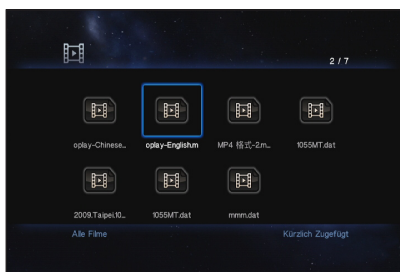 2 / 7
oplay-Chinese...
oplay-English.m
MP4 格式-2.m...
1055MT.dat
2009.Taipei.10...
1055MT.dat
mmm.dat
Alle Filme
Kürzlich Zugefügt